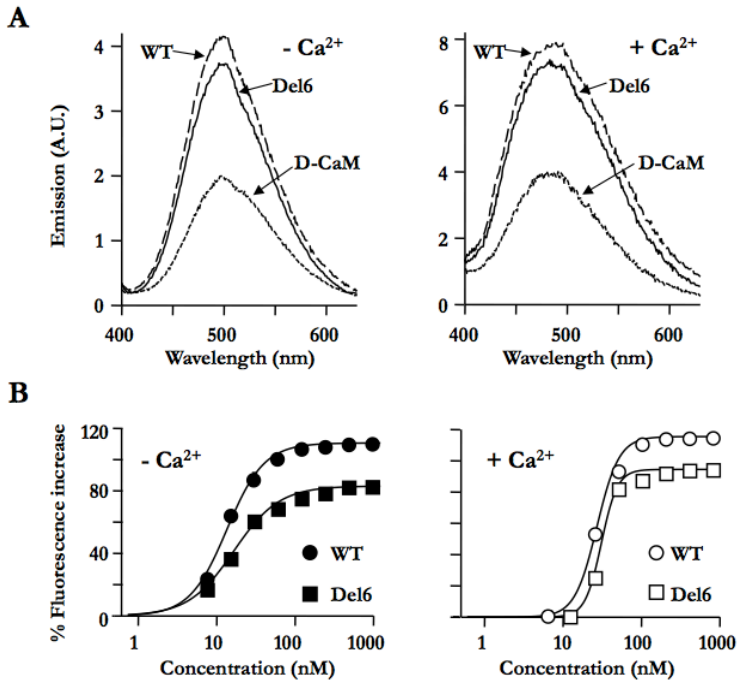 A
WT
- Ca²⁺
Del6
D-CaM
4
3
2
1
0
400
500
600
Emission (A.U.)
Wavelength (nm)
WT
+ Ca²⁺
Del6
D-CaM
8
6
4
2
0
400
500
600
Wavelength (nm)
B
- Ca²⁺
WT
Del6
120
80
40
0
1
10
100
1000
% Fluorescence increase
Concentration (nM)
+ Ca²⁺
WT
Del6
1
10
100
1000
Concentration (nM)